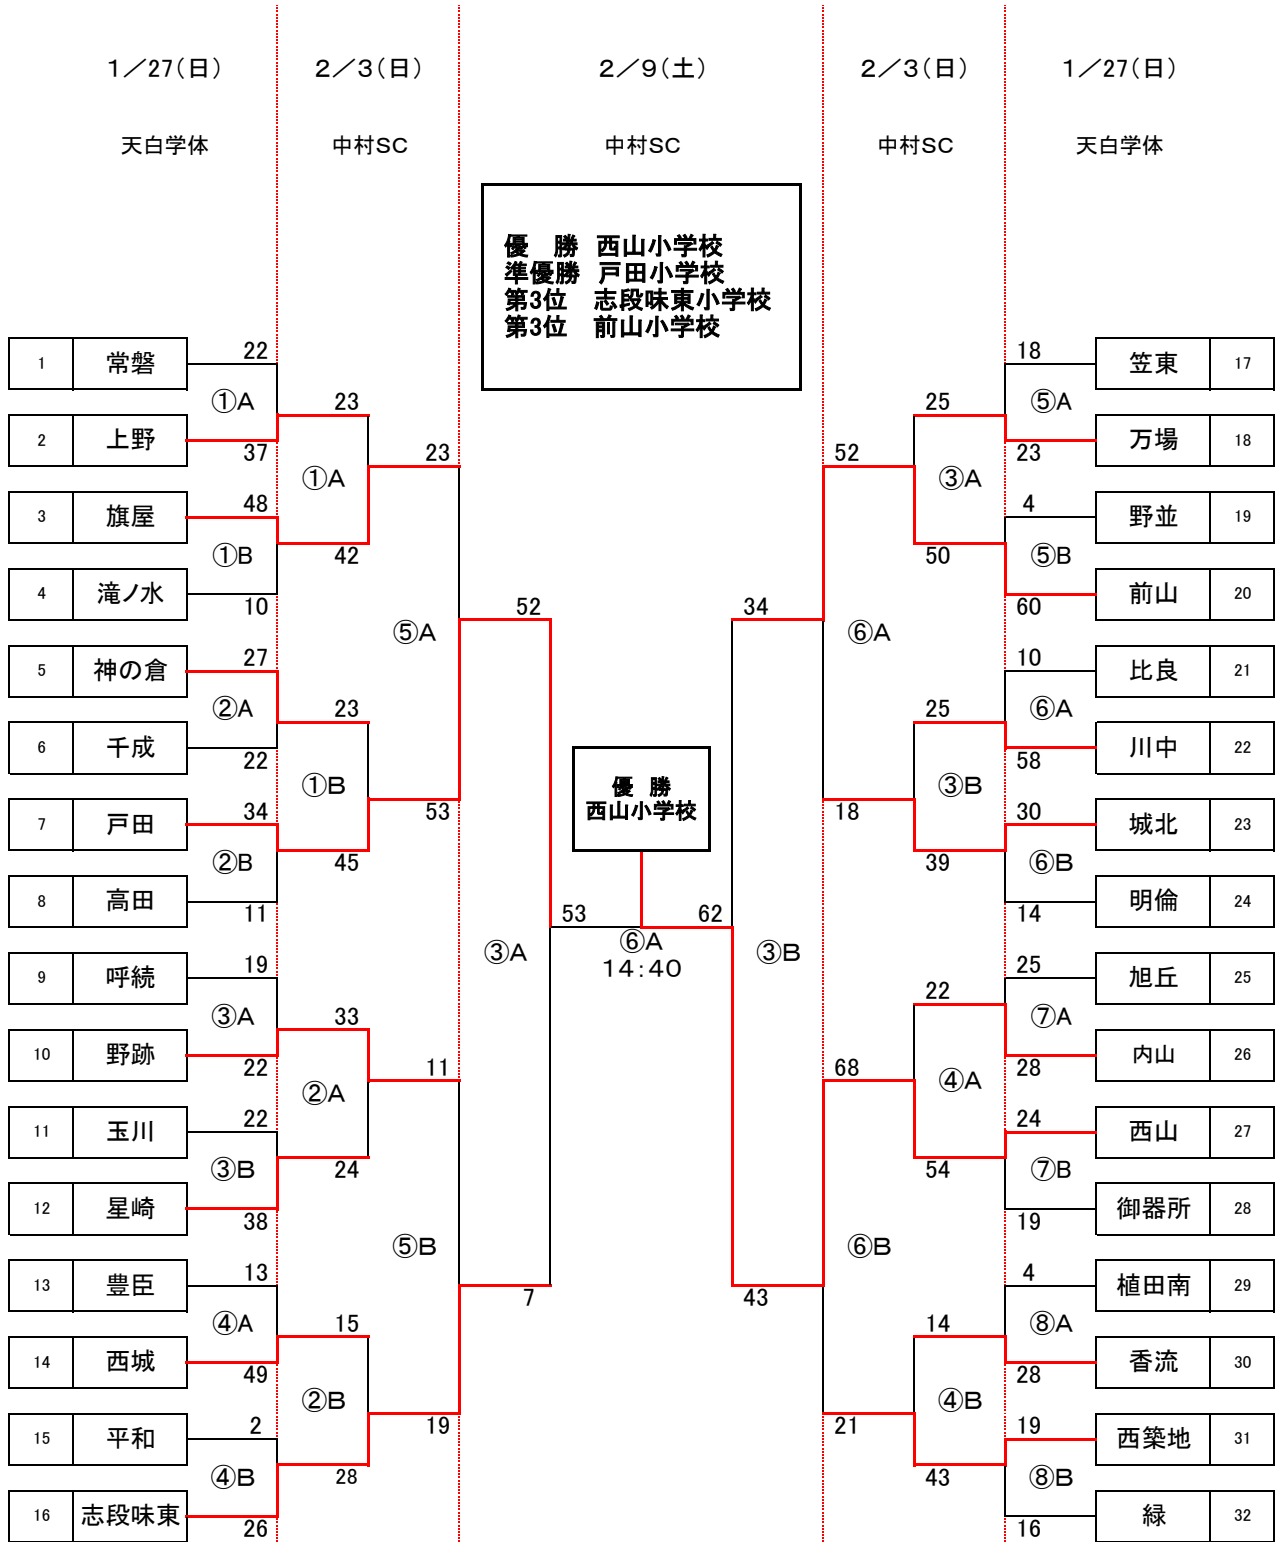 1／27(日) 2／3(日) 2／9(土) 2／3(日) 1／27(日)
天白学体 中村SC 中村SC 中村SC 天白学体
優　勝　西山小学校
準優勝　戸田小学校
第3位　志段味東小学校
第3位　前山小学校
1 常磐 22 18 笠東 17
①A 23 25 ⑤A
2 上野 37 23 52 23 万場 18
①A ③A
3 旗屋 48 4 野並 19
①B 42 50 ⑤B
4 滝ノ水 10 52 34 60 前山 20
⑤A ⑥A
5 神の倉 27 10 比良 21
②A 23 25 ⑥A
6 千成 22 58 川中 22
①B ③B
優 勝
西山小学校
7 戸田 34 53 18 30 城北 23
②B 45 39 ⑥B
8 高田 11 53 62 14 明倫 24
③A ⑥A ③B
14:40
9 呼続 19 25 旭丘 25
③A 33 22 ⑦A
10 野跡 22 11 68 28 内山 26
②A ④A
11 玉川 22 24 西山 27
③B 24 54 ⑦B
12 星崎 38 19 御器所 28
⑤B ⑥B
13 豊臣 13 7 43 4 植田南 29
④A 15 14 ⑧A
14 西城 49 28 香流 30
②B ④B
15 平和 2 19 21 19 西築地 31
④B 28 43 ⑧B
16 志段味東 26 16 緑 32